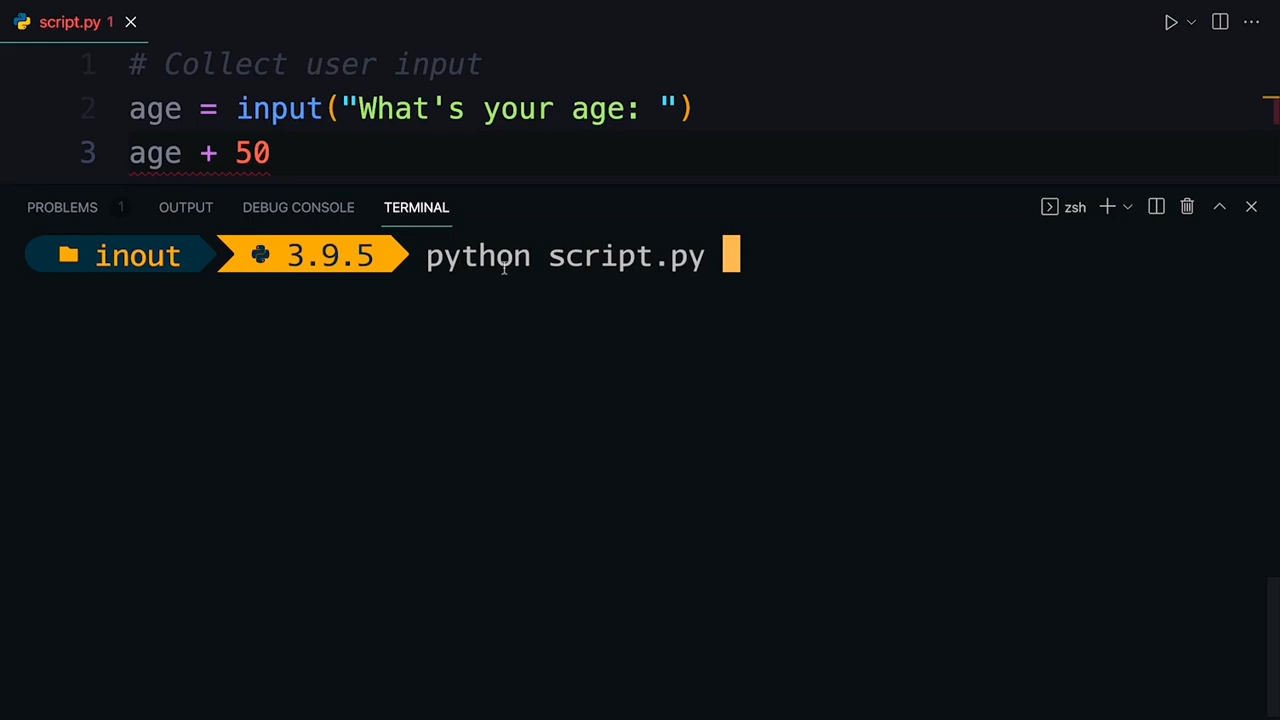 script.py 1
1 # Collect user input
2 age = input("What's your age: ")
3 age + 50
PROBLEMS 1 OUTPUT DEBUG CONSOLE TERMINAL zsh
inout 3.9.5 python script.py